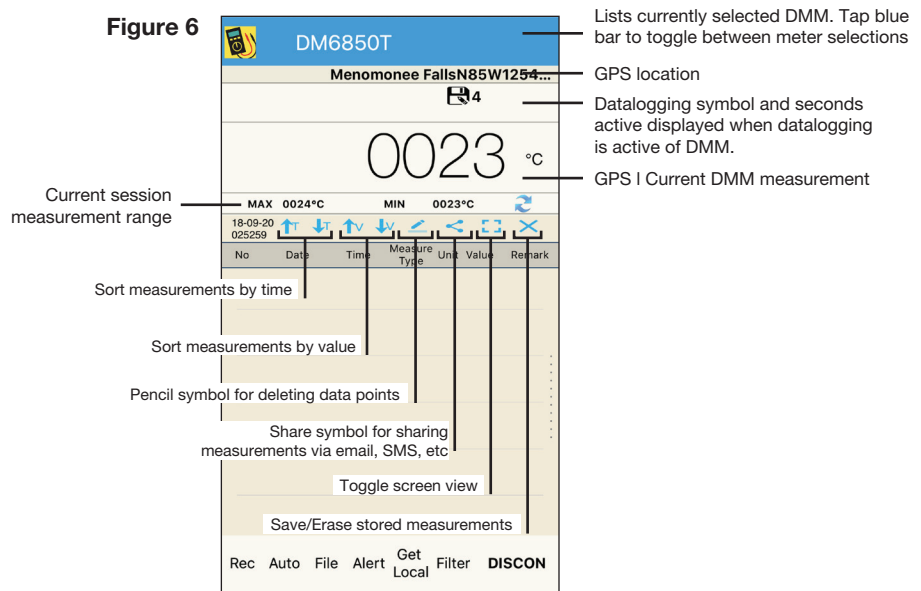 Figure 6
DM6850T
Lists currently selected DMM. Tap blue
bar to toggle between meter selections
Menomonee FallsN85W1254...
GPS location
4
Datalogging symbol and seconds
active displayed when datalogging
is active of DMM.
0023 °C
GPS | Current DMM measurement
Current session
measurement range
MAX 0024°C MIN 0023°C
18-09-20
025259
T T V V
No Date Time Measure Type Unit Value Remark
Sort measurements by time
Sort measurements by value
Pencil symbol for deleting data points
Share symbol for sharing
measurements via email, SMS, etc
Toggle screen view
Save/Erase stored measurements
Rec Auto File Alert Get Local Filter DISCON